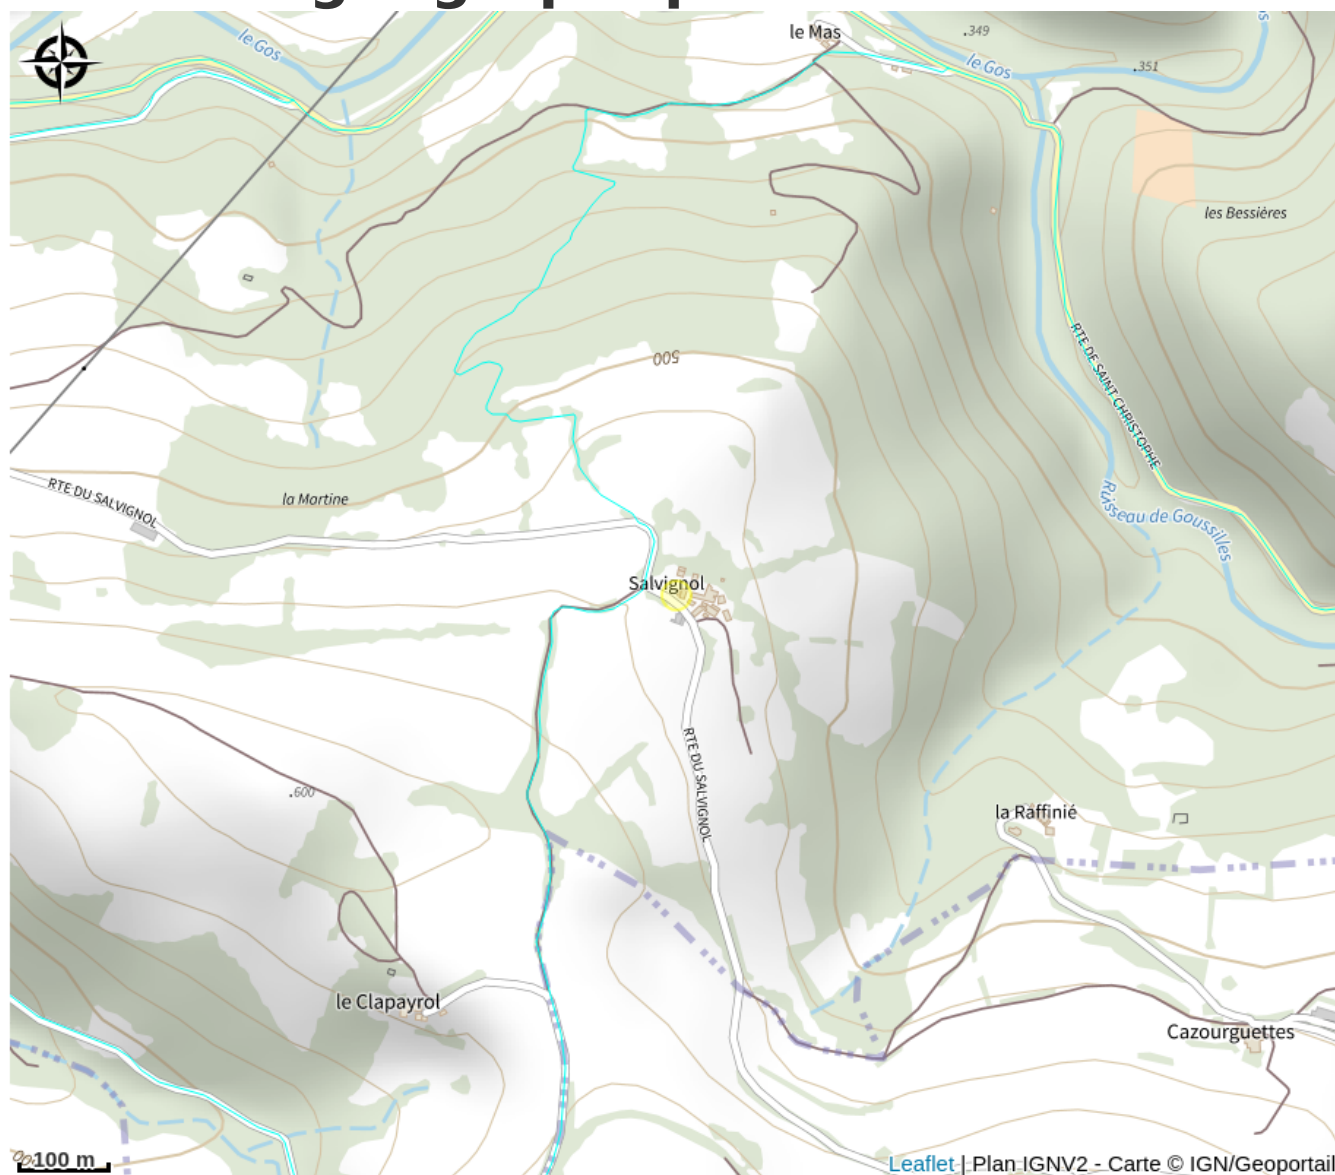 le Mas
.349
le Gos
le Gos
.351
les Bessières
RTE DE SAINT-CHRISTOPHE
500
RTE DU SALVIGNOL
la Martine
Ruisseau de Goussilles
Salvignol
RTE DU SALVIGNOL
.600
la Raffinié
le Clapayrol
Cazourguettes
100 m
Leaflet | Plan IGNV2 - Carte © IGN/Geoportail